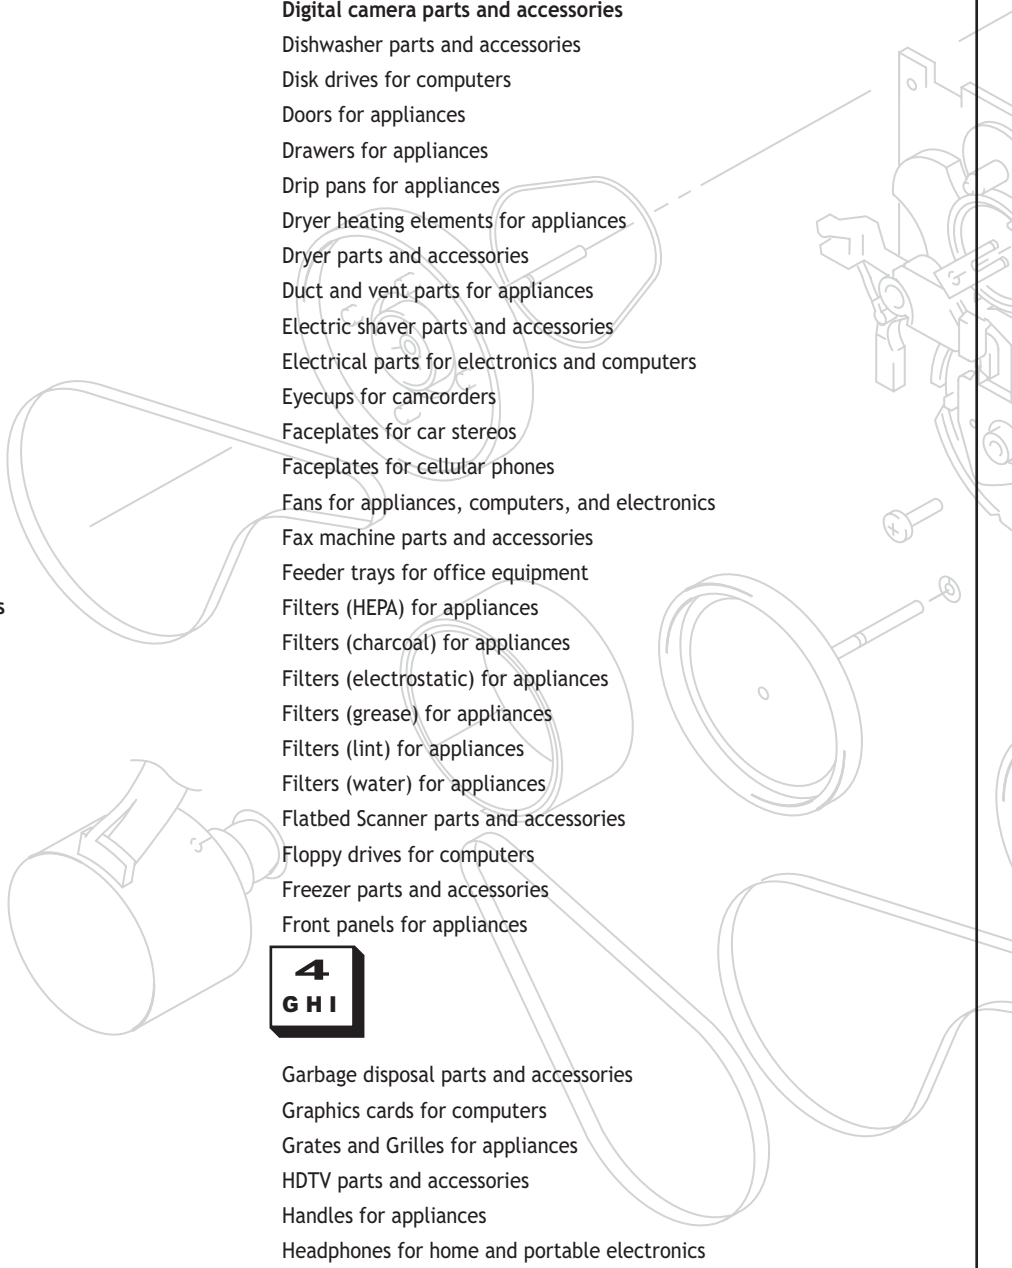 Digital camera parts and accessories
Dishwasher parts and accessories
Disk drives for computers
Doors for appliances
Drawers for appliances
Drip pans for appliances
Dryer heating elements for appliances
Dryer parts and accessories
Duct and vent parts for appliances
Electric shaver parts and accessories
Electrical parts for electronics and computers
Eyecups for camcorders
Faceplates for car stereos
Faceplates for cellular phones
Fans for appliances, computers, and electronics
Fax machine parts and accessories
Feeder trays for office equipment
s
Filters (HEPA) for appliances
Filters (charcoal) for appliances
Filters (electrostatic) for appliances
Filters (grease) for appliances
Filters (lint) for appliances
Filters (water) for appliances
Flatbed Scanner parts and accessories
Floppy drives for computers
Freezer parts and accessories
Front panels for appliances
4
GHI
Garbage disposal parts and accessories
Graphics cards for computers
Grates and Grilles for appliances
HDTV parts and accessories
Handles for appliances
Headphones for home and portable electronics